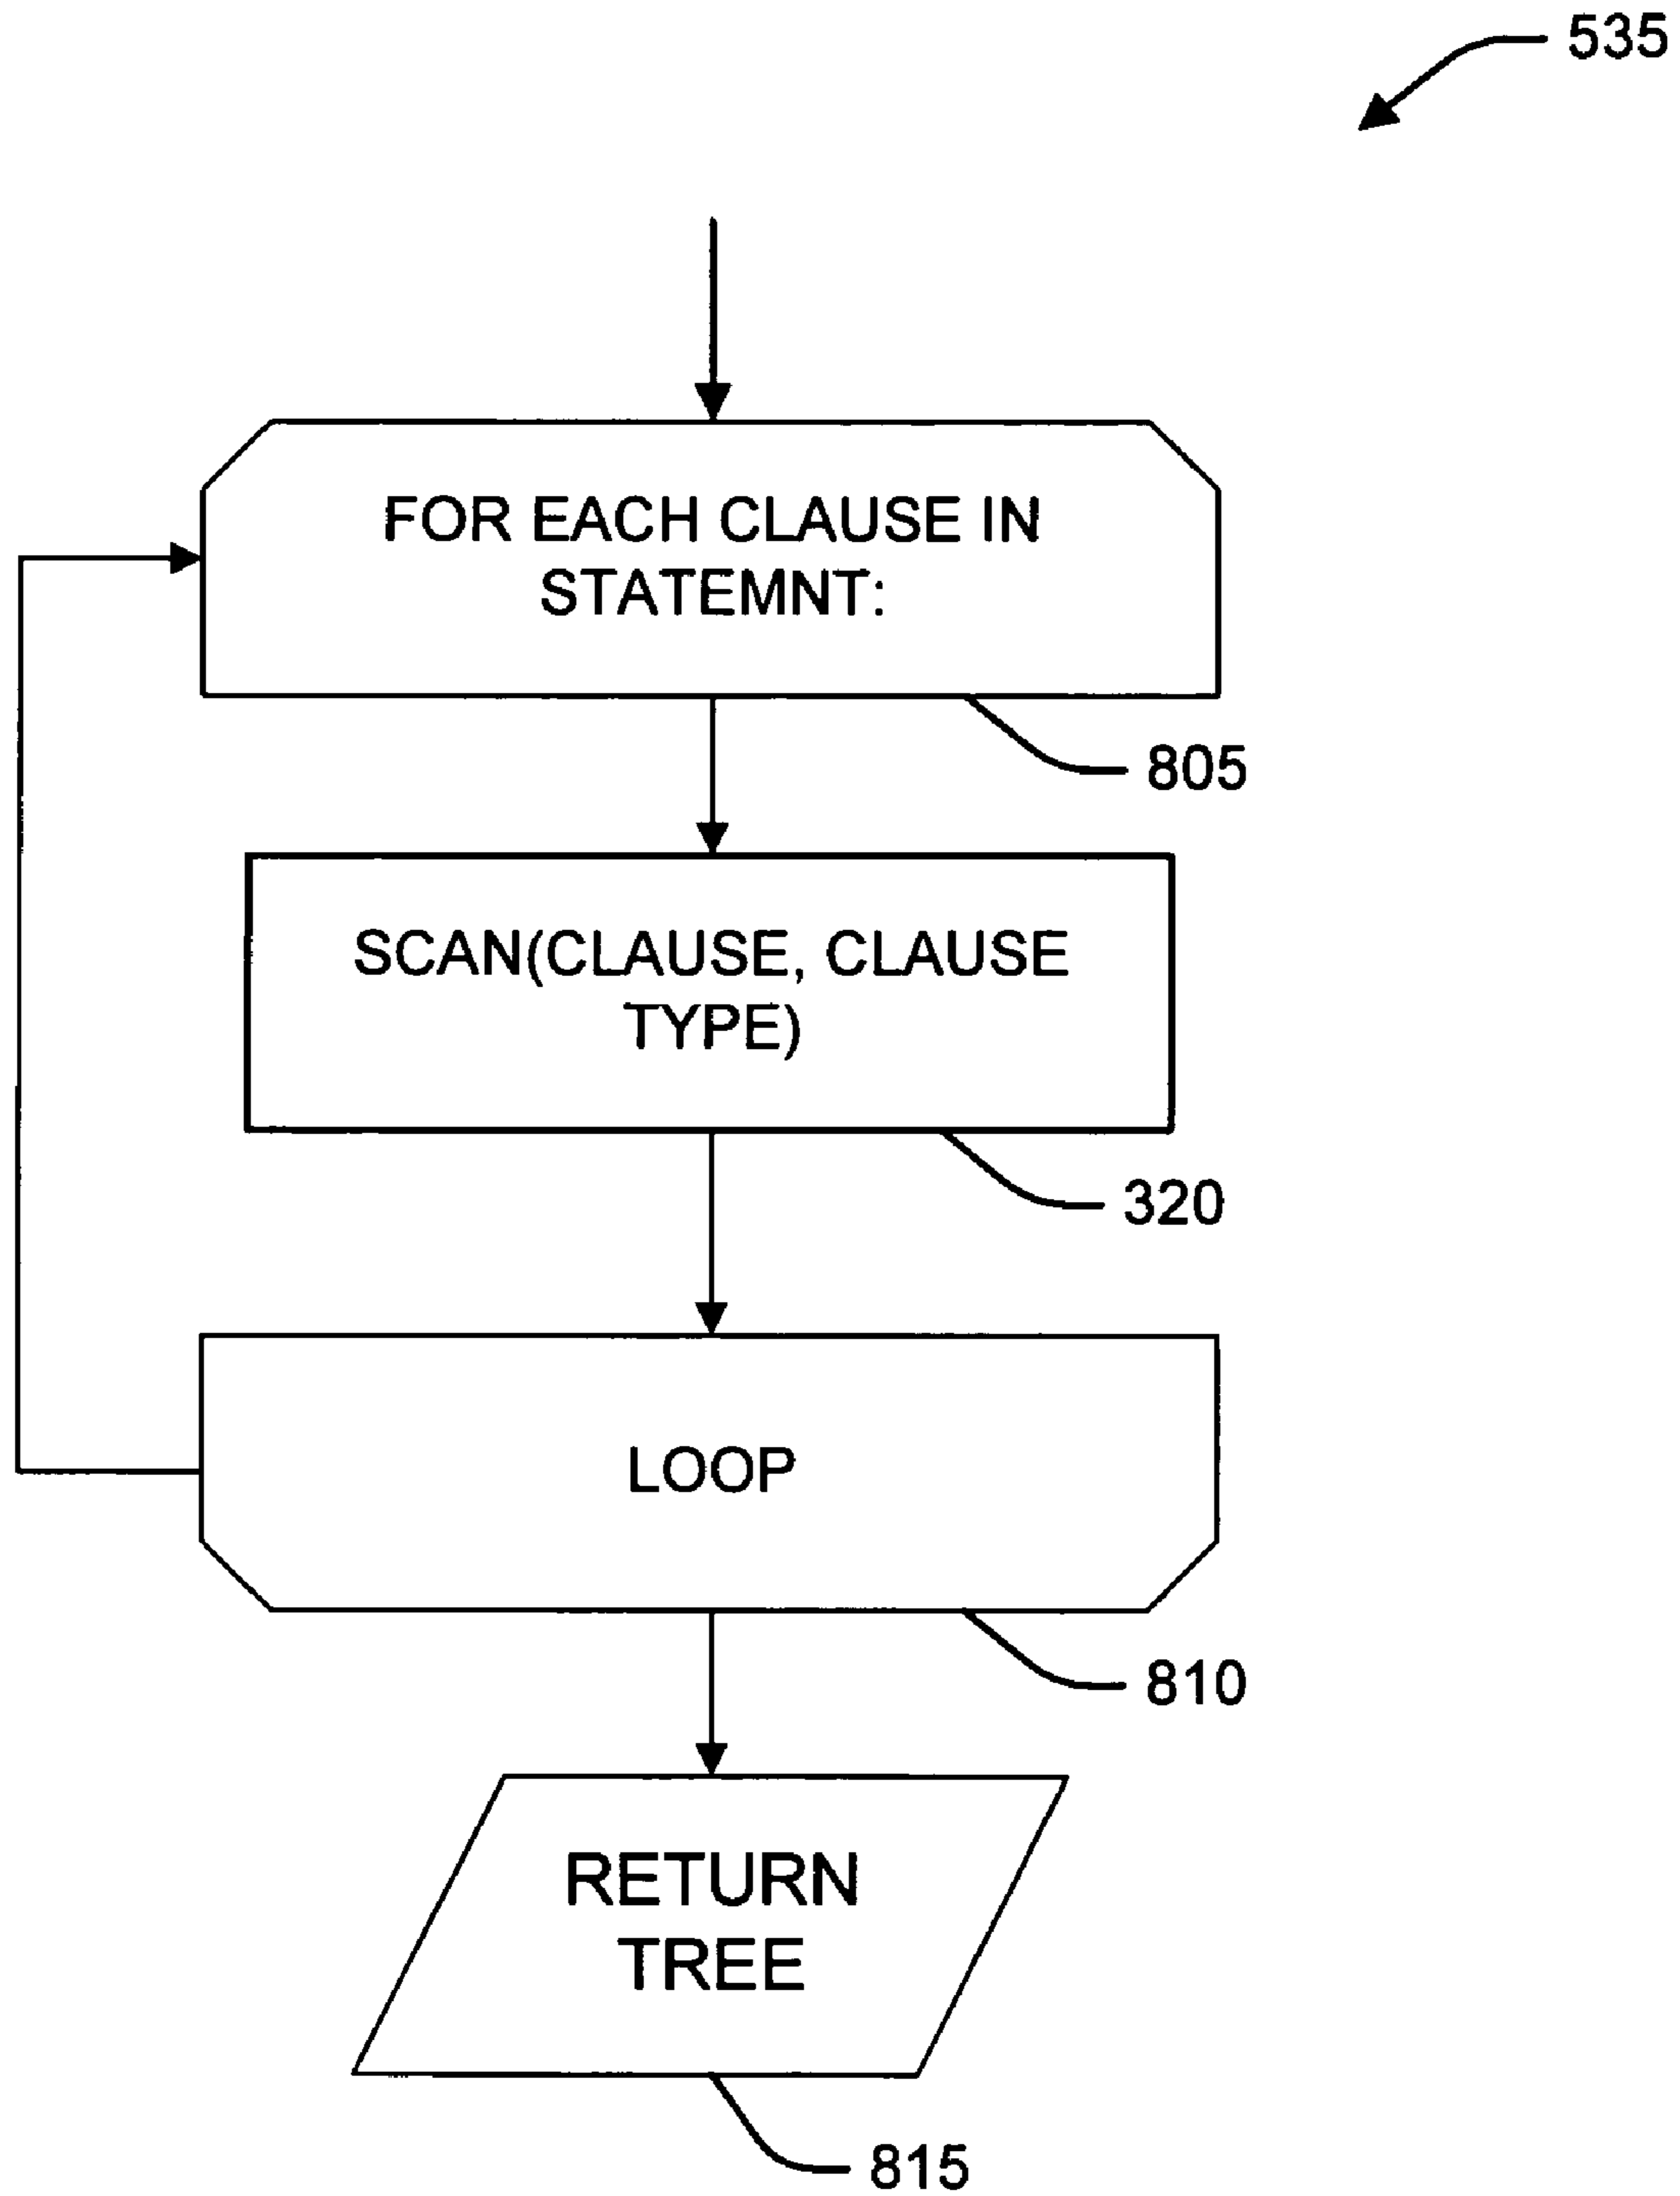 535
FOR EACH CLAUSE IN
STATEMNT:
805
SCAN(CLAUSE, CLAUSE
TYPE)
320
LOOP
810
RETURN
TREE
815